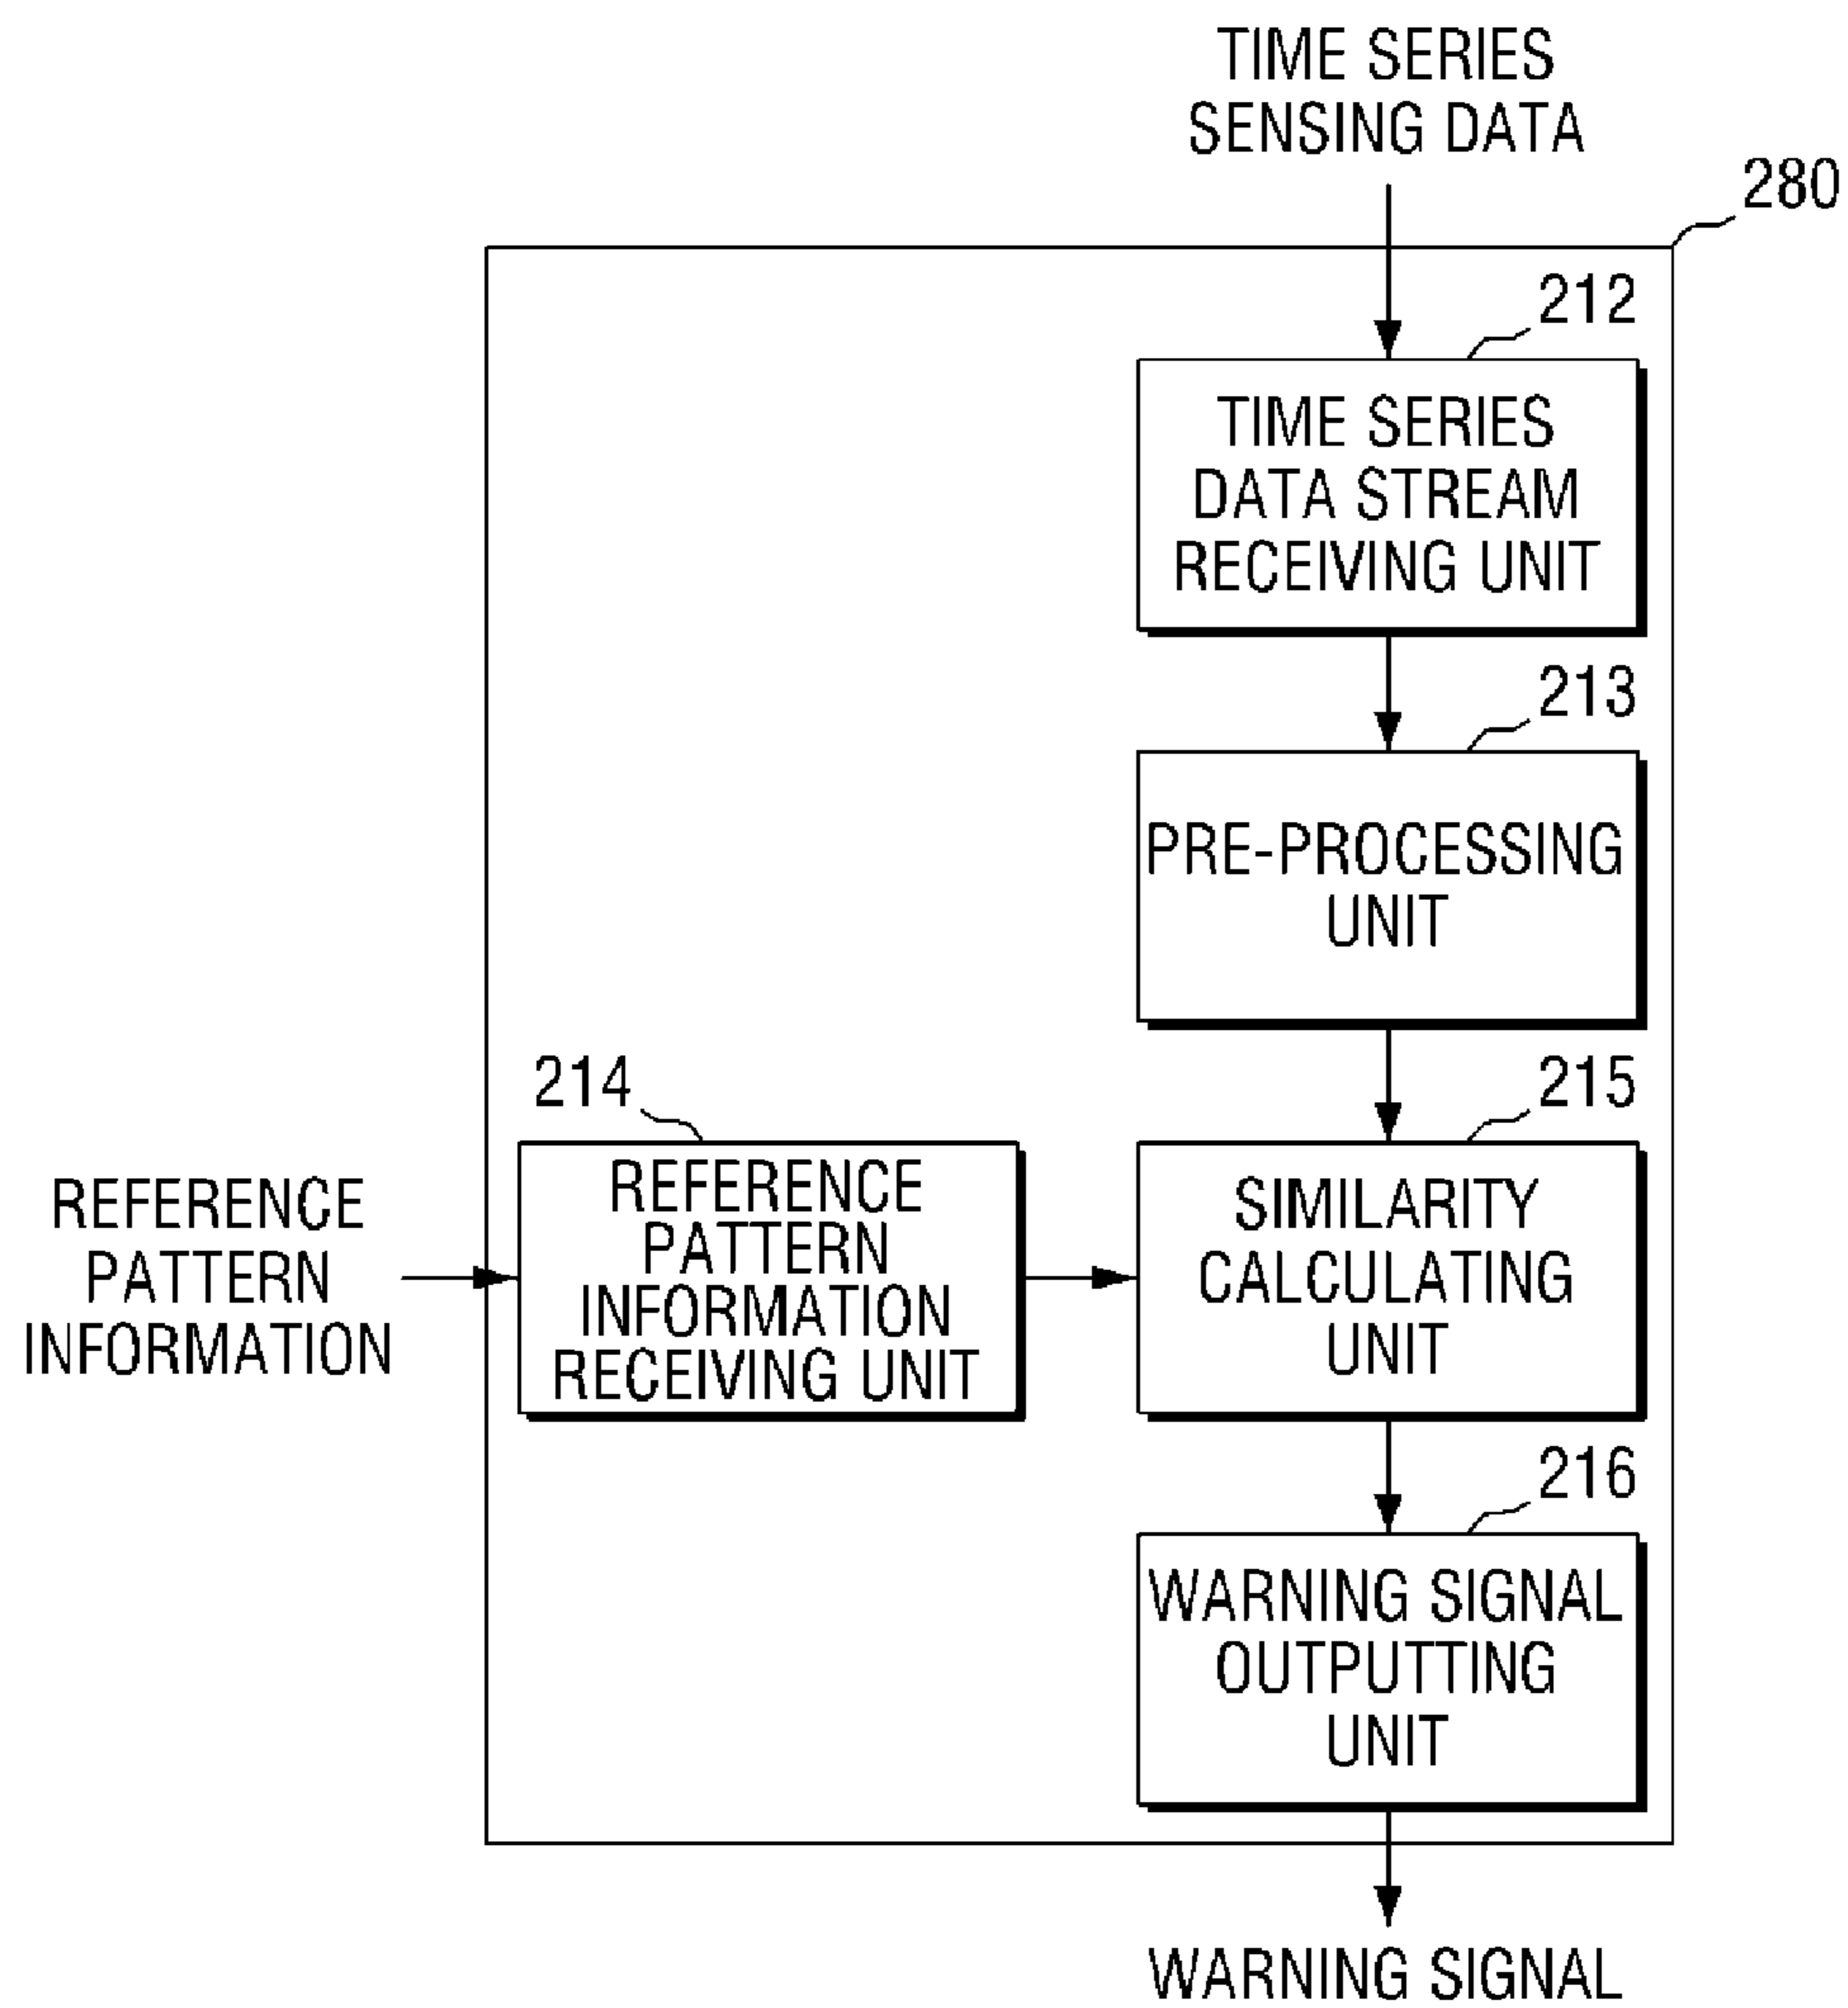 TIME SERIES
SENSING DATA
280
212
TIME SERIES
DATA STREAM
RECEIVING UNIT
213
PRE-PROCESSING
UNIT
214
215
REFERENCE
PATTERN
INFORMATION
REFERENCE
PATTERN
INFORMATION
RECEIVING UNIT
SIMILARITY
CALCULATING
UNIT
216
WARNING SIGNAL
OUTPUTTING
UNIT
WARNING SIGNAL